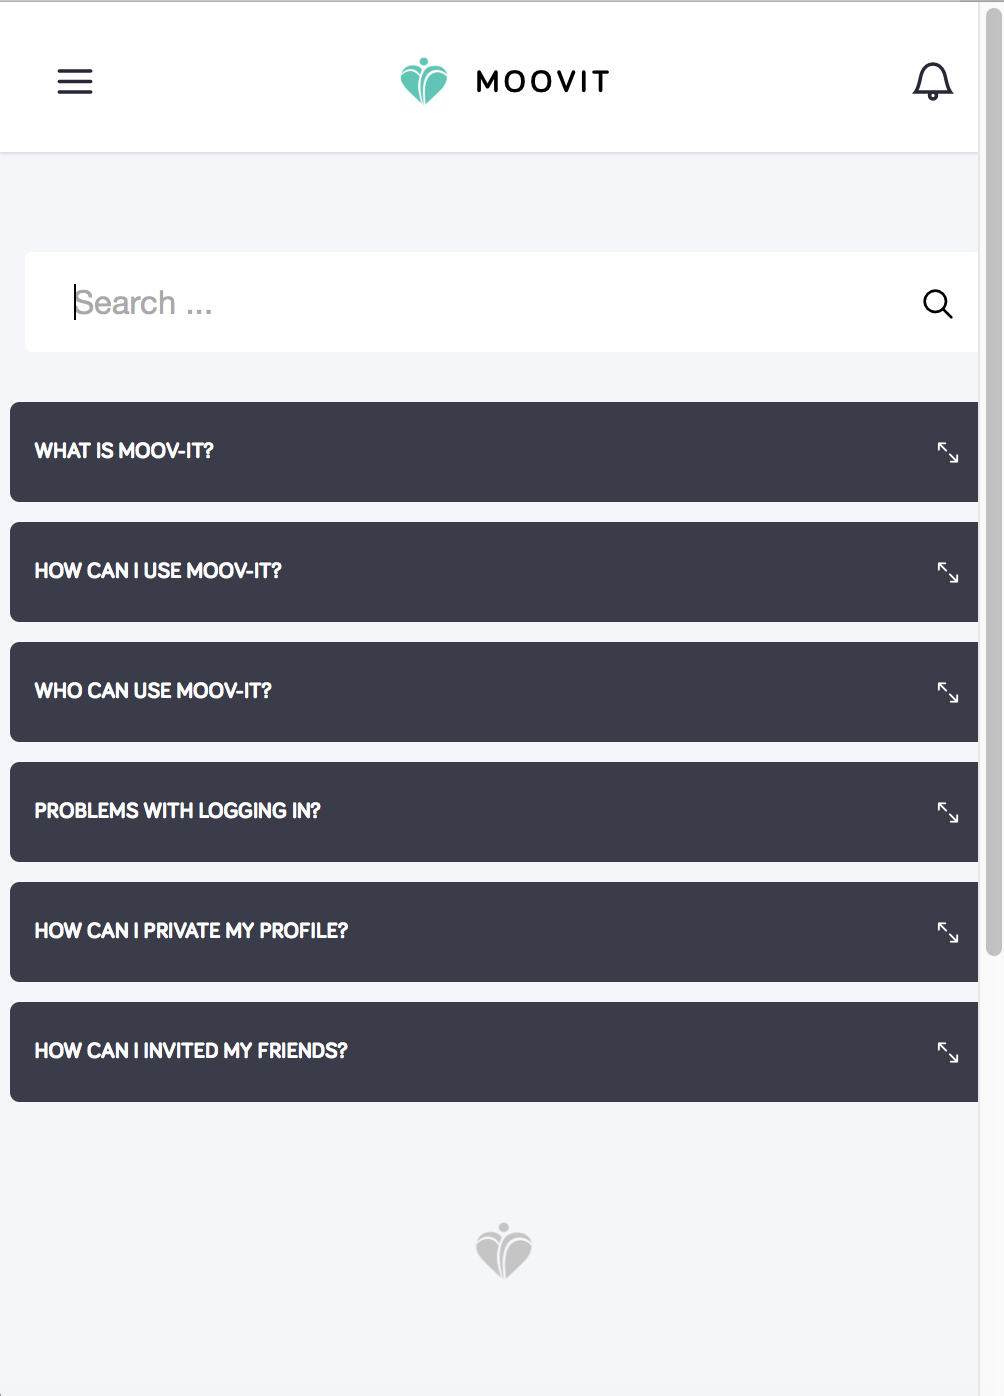 MOOVIT
Search ...
WHAT IS MOOV-IT?
HOW CAN I USE MOOV-IT?
WHO CAN USE MOOV-IT?
PROBLEMS WITH LOGGING IN?
HOW CAN I PRIVATE MY PROFILE?
HOW CAN I INVITED MY FRIENDS?